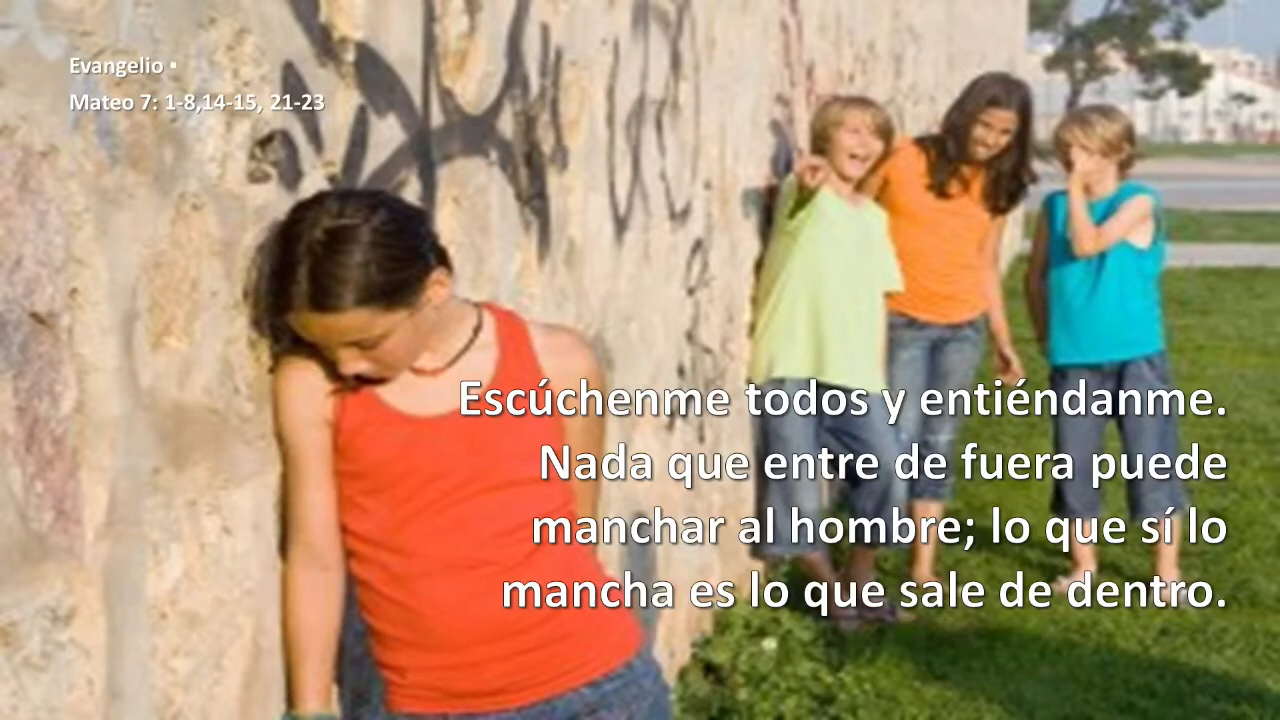 Evangelio ▪
Mateo 7: 1-8,14-15, 21-23
Escúchenme todos y entiéndanme.
Nada que entre de fuera puede
manchar al hombre; lo que sí lo
mancha es lo que sale de dentro.